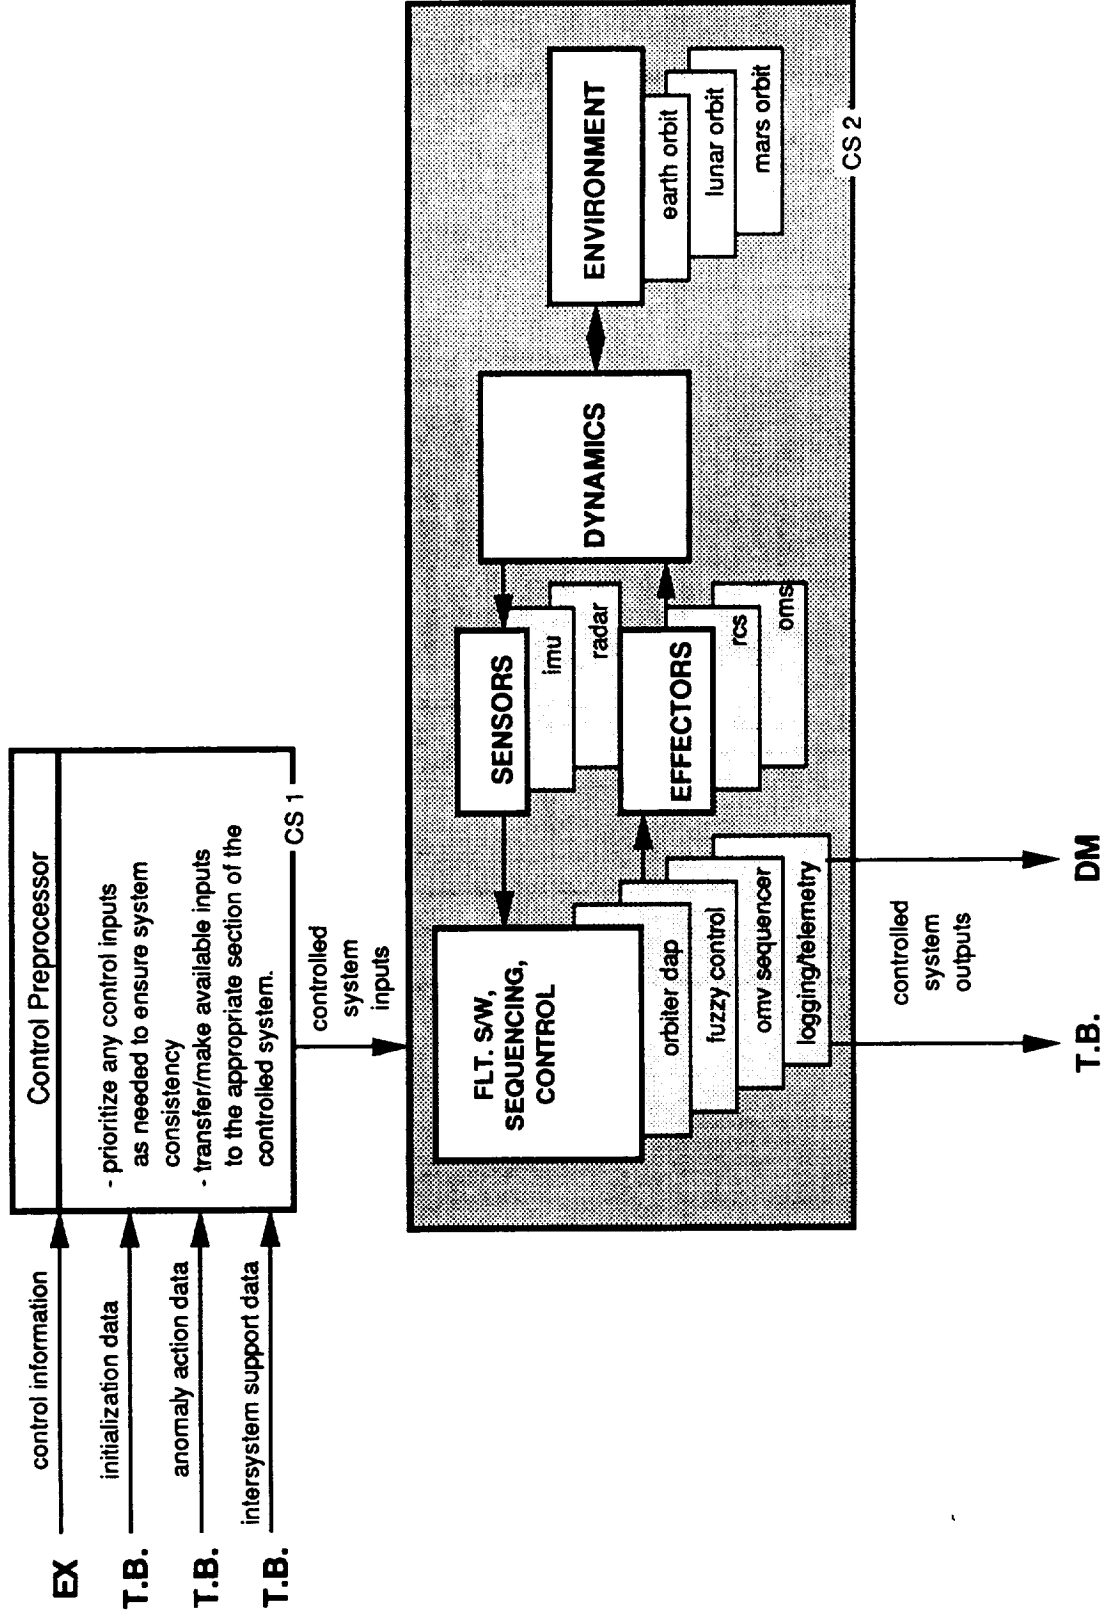 EX
control information
T.B.
initialization data
T.B.
anomaly action data
T.B.
intersystem support data
Control Preprocessor
- prioritize any control inputs
as needed to ensure system
consistency
- transfer/make available inputs
to the appropriate section of the
controlled system.
CS 1
controlled
system
inputs
FLT. S/W,
SEQUENCING,
CONTROL
orbiter dap
fuzzy control
omv sequencer
logging/telemetry
SENSORS
imu
radar
EFFECTORS
rcs
oms
DYNAMICS
ENVIRONMENT
earth orbit
lunar orbit
mars orbit
CS 2
controlled
system
outputs
T.B.
DM